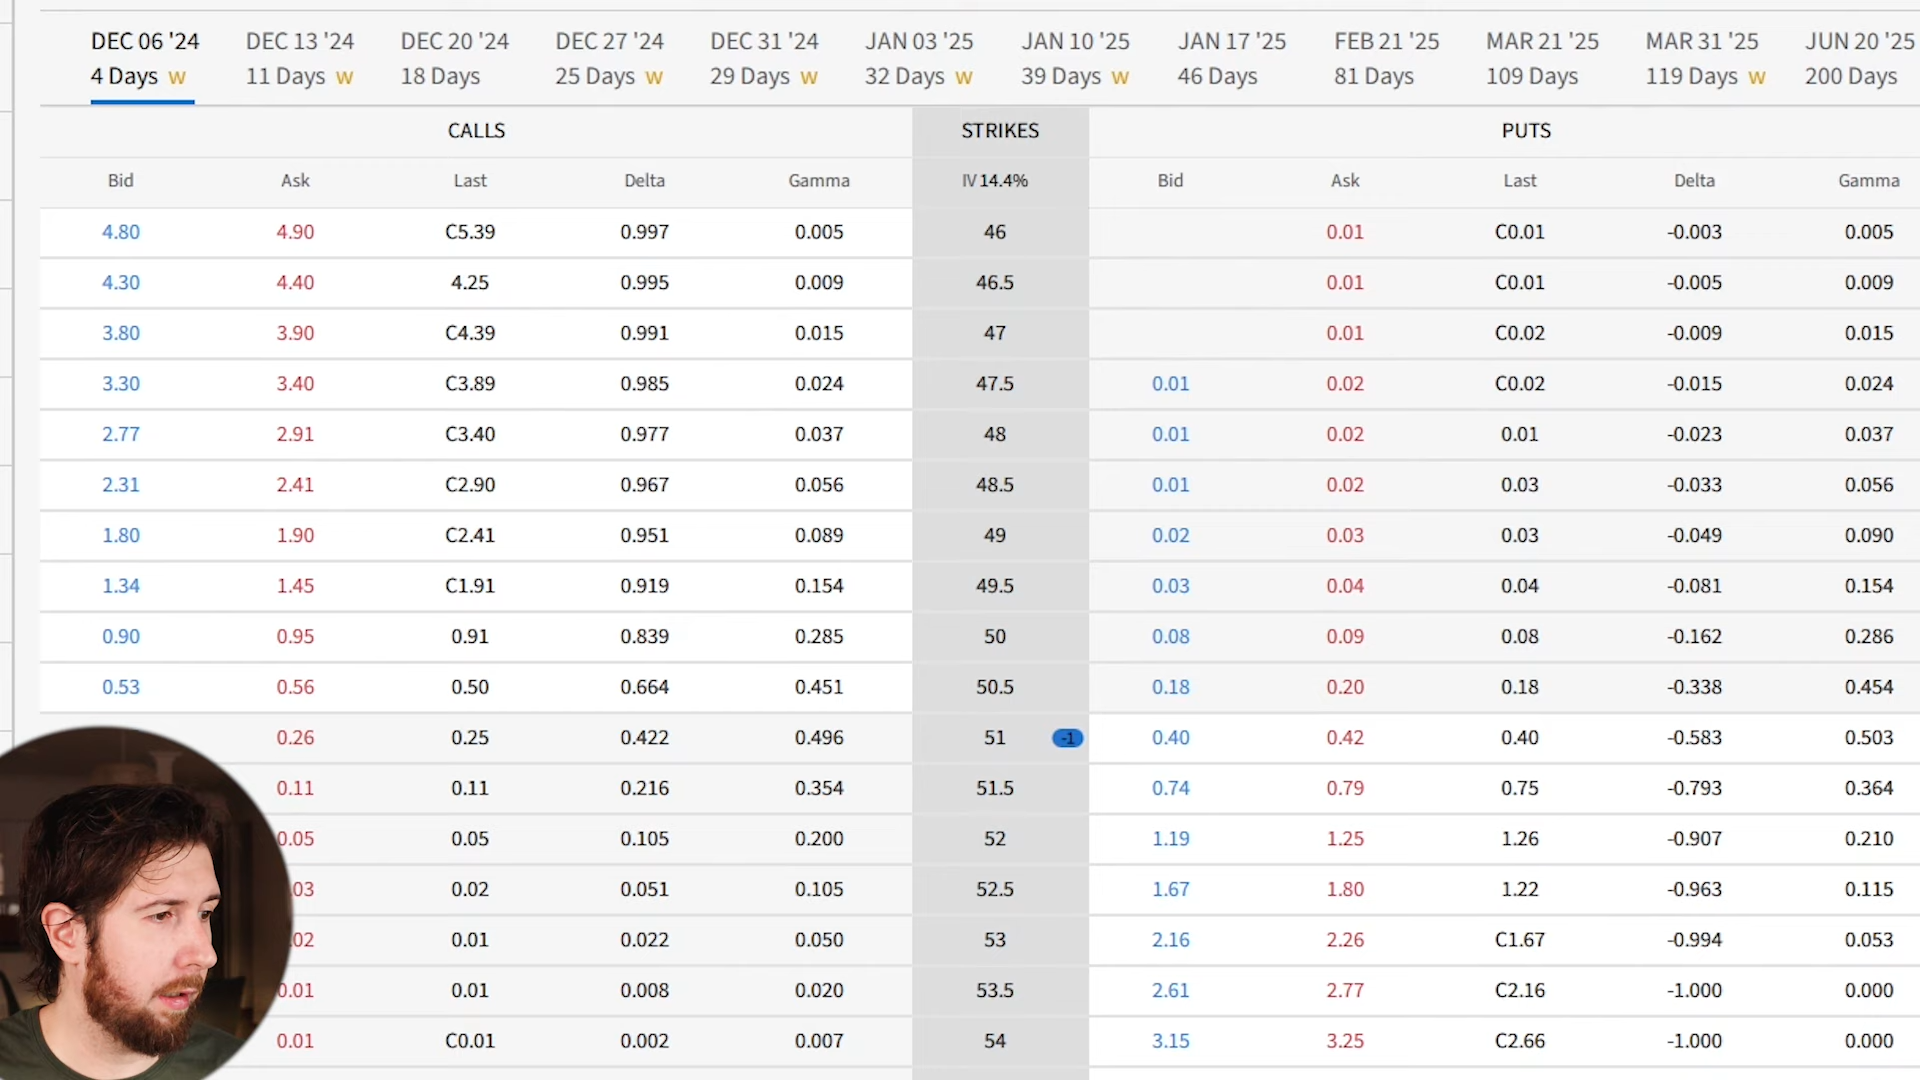 DEC 06 '24 DEC 13 '24 DEC 20 '24 DEC 27 '24 DEC 31 '24 JAN 03 '25 JAN 10 '25 JAN 17 '25 FEB 21 '25 MAR 21 '25 MAR 31 '25 JUN 20 '25
4 Days W 11 Days W 18 Days 25 Days W 29 Days W 32 Days W 39 Days W 46 Days 81 Days 109 Days 119 Days W 200 Days
CALLS STRIKES PUTS
Bid Ask Last Delta Gamma IV 14.4% Bid Ask Last Delta Gamma
4.80 4.90 C5.39 0.997 0.005 46 0.01 C0.01 -0.003 0.005
4.30 4.40 4.25 0.995 0.009 46.5 0.01 C0.01 -0.005 0.009
3.80 3.90 C4.39 0.991 0.015 47 0.01 C0.02 -0.009 0.015
3.30 3.40 C3.89 0.985 0.024 47.5 0.01 0.02 C0.02 -0.015 0.024
2.77 2.91 C3.40 0.977 0.037 48 0.01 0.02 0.01 -0.023 0.037
2.31 2.41 C2.90 0.967 0.056 48.5 0.01 0.02 0.03 -0.033 0.056
1.80 1.90 C2.41 0.951 0.089 49 0.02 0.03 0.03 -0.049 0.090
1.34 1.45 C1.91 0.919 0.154 49.5 0.03 0.04 0.04 -0.081 0.154
0.90 0.95 0.91 0.839 0.285 50 0.08 0.09 0.08 -0.162 0.286
0.53 0.56 0.50 0.664 0.451 50.5 0.18 0.20 0.18 -0.338 0.454
0.26 0.25 0.422 0.496 51 -1 0.40 0.42 0.40 -0.583 0.503
0.11 0.11 0.216 0.354 51.5 0.74 0.79 0.75 -0.793 0.364
0.05 0.05 0.105 0.200 52 1.19 1.25 1.26 -0.907 0.210
03 0.02 0.051 0.105 52.5 1.67 1.80 1.22 -0.963 0.115
02 0.01 0.022 0.050 53 2.16 2.26 C1.67 -0.994 0.053
0.01 0.01 0.008 0.020 53.5 2.61 2.77 C2.16 -1.000 0.000
0.01 C0.01 0.002 0.007 54 3.15 3.25 C2.66 -1.000 0.000